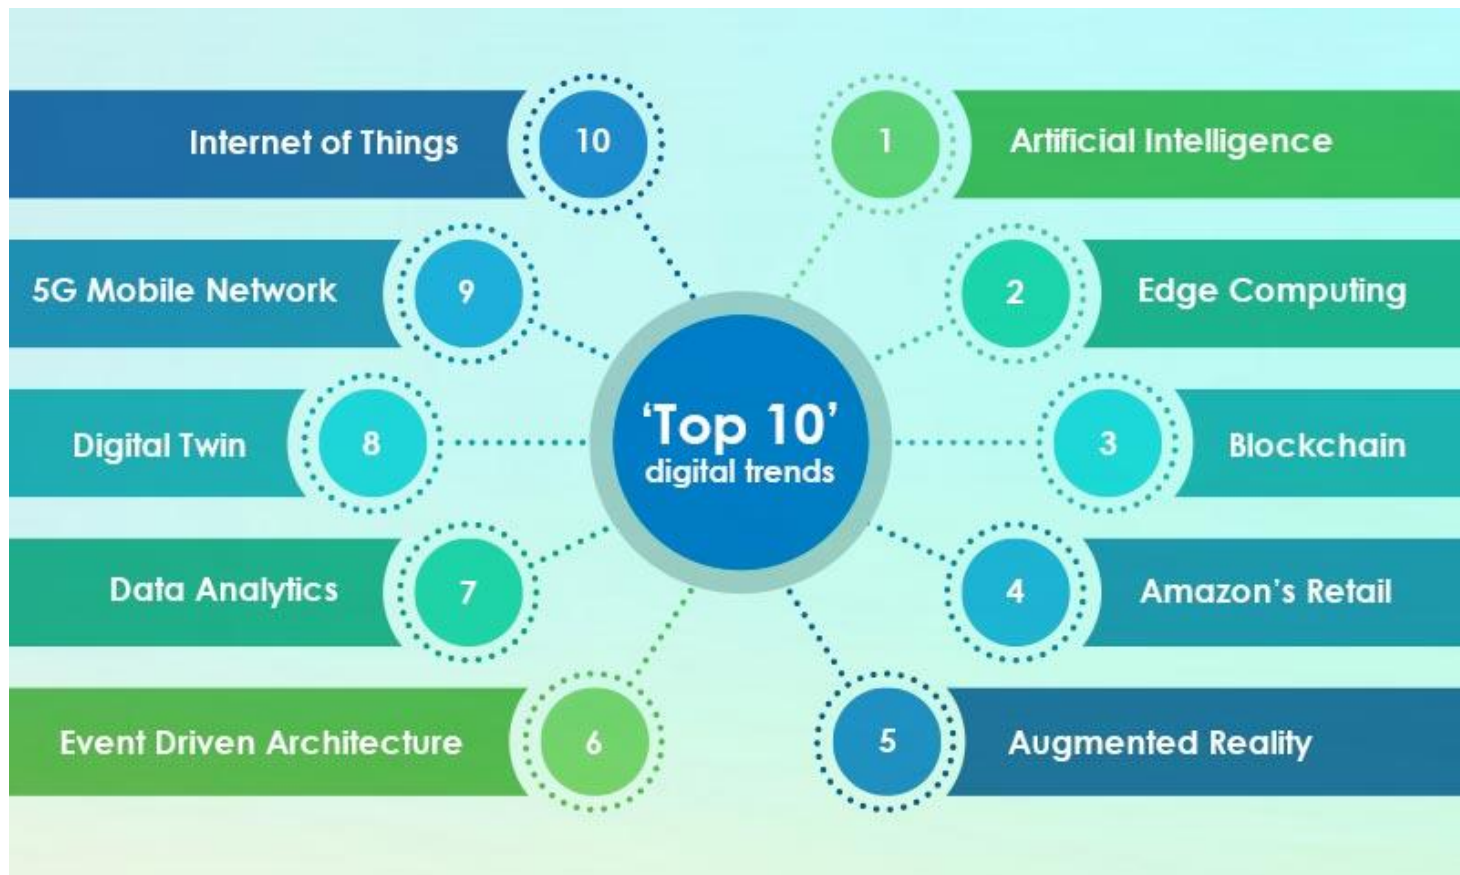 ‘Top 10’
digital trends
1
Artificial Intelligence
2
Edge Computing
3
Blockchain
4
Amazon’s Retail
5
Augmented Reality
6
Event Driven Architecture
7
Data Analytics
8
Digital Twin
9
5G Mobile Network
10
Internet of Things